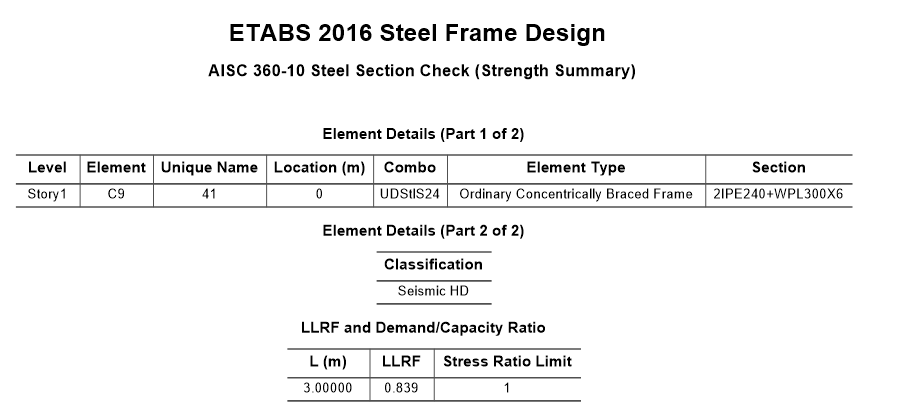 ETABS 2016 Steel Frame Design
AISC 360-10 Steel Section Check (Strength Summary)
Element Details (Part 1 of 2)
Level Element Unique Name Location (m) Combo Element Type Section
Story1 C9 41 0 UDStlS24 Ordinary Concentrically Braced Frame 2IPE240+WPL300X6
Element Details (Part 2 of 2)
Classification
Seismic HD
LLRF and Demand/Capacity Ratio
L (m) LLRF Stress Ratio Limit
3.00000 0.839 1